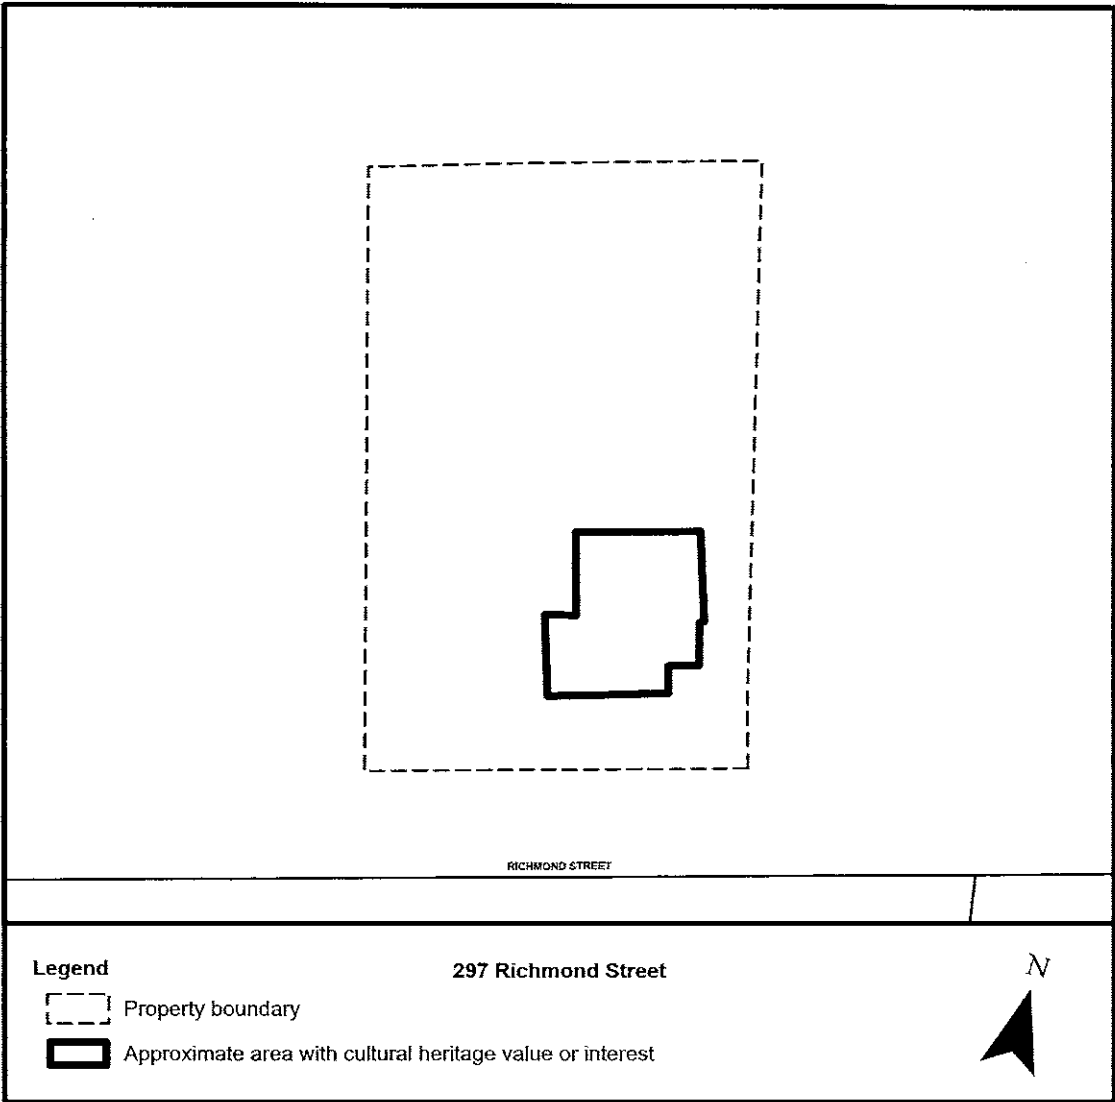 RICHMOND STREET
Legend
297 Richmond Street
N
Property boundary
Approximate area with cultural heritage value or interest